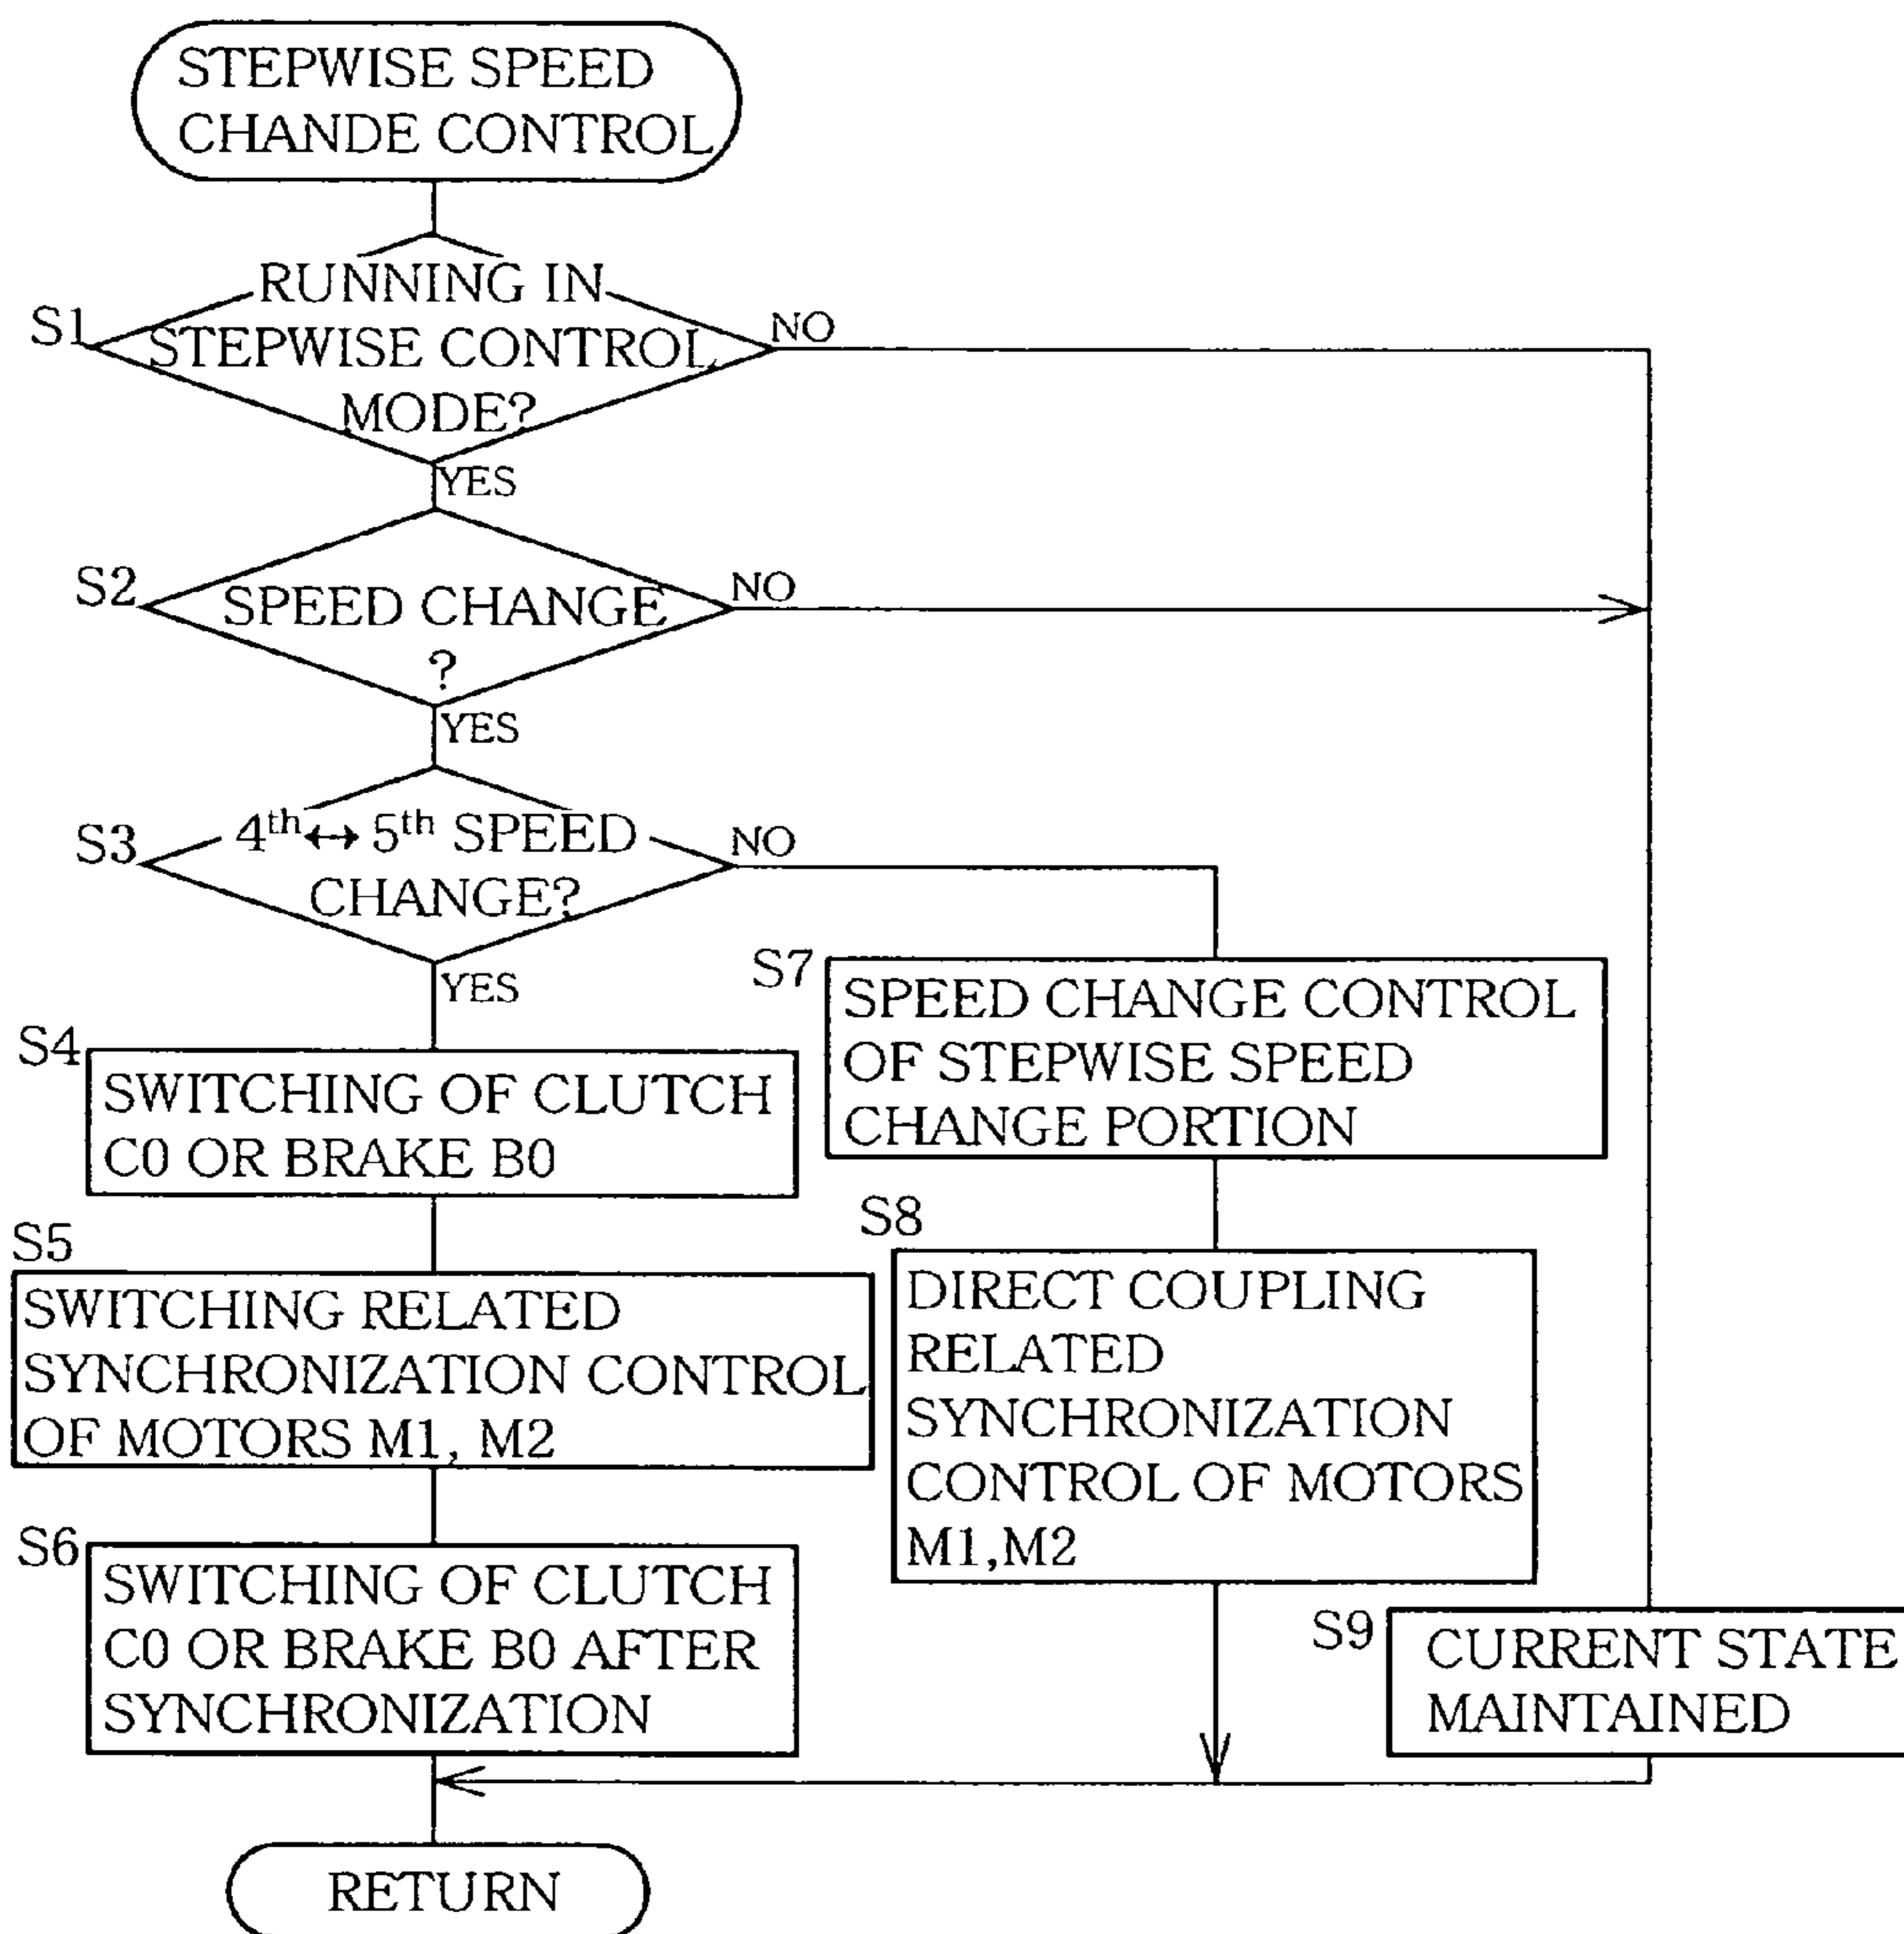 STEPWISE SPEED
CHANDE CONTROL
RUNNING IN
S1
STEPWISE CONTROL
NO
MODE?
YES
S2
SPEED CHANGE
NO
?
YES
S3
4th↔ 5th SPEED
NO
CHANGE?
YES
S7
SPEED CHANGE CONTROL
OF STEPWISE SPEED
CHANGE PORTION
S4
SWITCHING OF CLUTCH
C0 OR BRAKE B0
S5
SWITCHING RELATED
SYNCHRONIZATION CONTROL
OF MOTORS M1, M2
S8
DIRECT COUPLING
RELATED
SYNCHRONIZATION
CONTROL OF MOTORS
M1,M2
S6
SWITCHING OF CLUTCH
C0 OR BRAKE B0 AFTER
SYNCHRONIZATION
S9
CURRENT STATE
MAINTAINED
RETURN